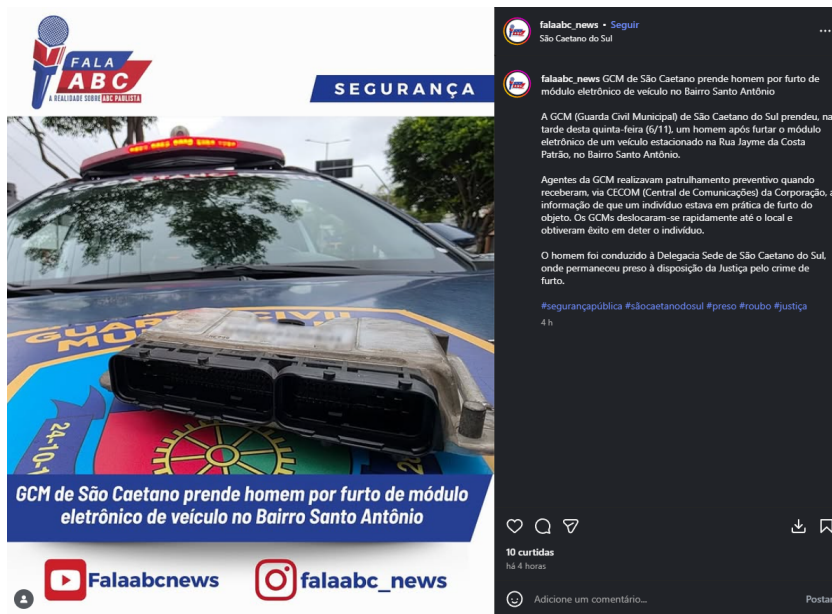 FALA
ABC
A REALIDADE SOBRE ABC PAULISTA
SEGURANÇA
24-10-1
GCM de São Caetano prende homem por furto de módulo
eletrônico de veículo no Bairro Santo Antônio
Falaabcnews
falaabc_news
falaabc_news • Seguir
São Caetano do Sul
falaabc_news GCM de São Caetano prende homem por furto de
módulo eletrônico de veículo no Bairro Santo Antônio
A GCM (Guarda Civil Municipal) de São Caetano do Sul prendeu, na
tarde desta quinta-feira (6/11), um homem após furtar o módulo
eletrônico de um veículo estacionado na Rua Jayme da Costa
Patrão, no Bairro Santo Antônio.
Agentes da GCM realizavam patrulhamento preventivo quando
receberam, via CECOM (Central de Comunicações) da Corporação, a
informação de que um indivíduo estava em prática de furto do
objeto. Os GCMs deslocaram-se rapidamente até o local e
obtiveram êxito em deter o indivíduo.
O homem foi conduzido à Delegacia Sede de São Caetano do Sul,
onde permaneceu preso à disposição da Justiça pelo crime de
furto.
#segurançapública #sãocaetanodosul #preso #roubo #justiça
4 h
10 curtidas
há 4 horas
Adicione um comentário...
Postar